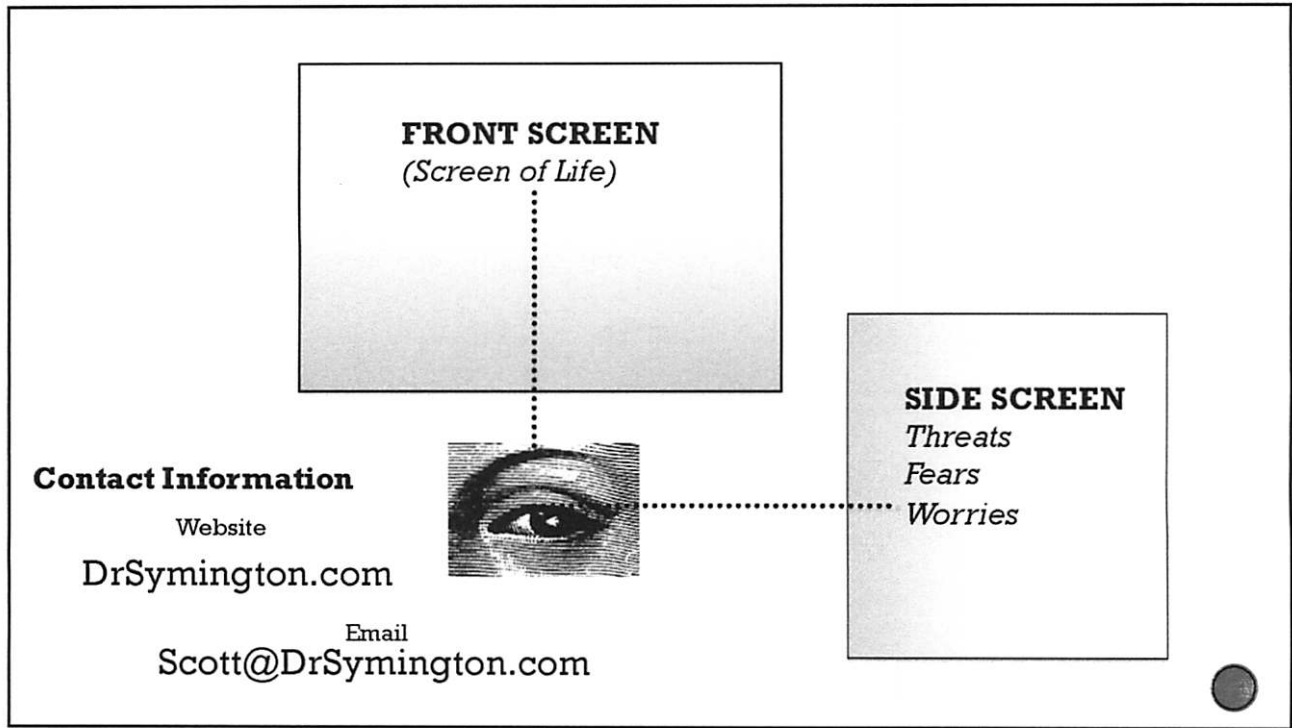 FRONT SCREEN
(Screen of Life)
SIDE SCREEN
Threats
Fears
Worries
Contact Information
Website
DrSymington.com
Email
Scott@DrSymington.com